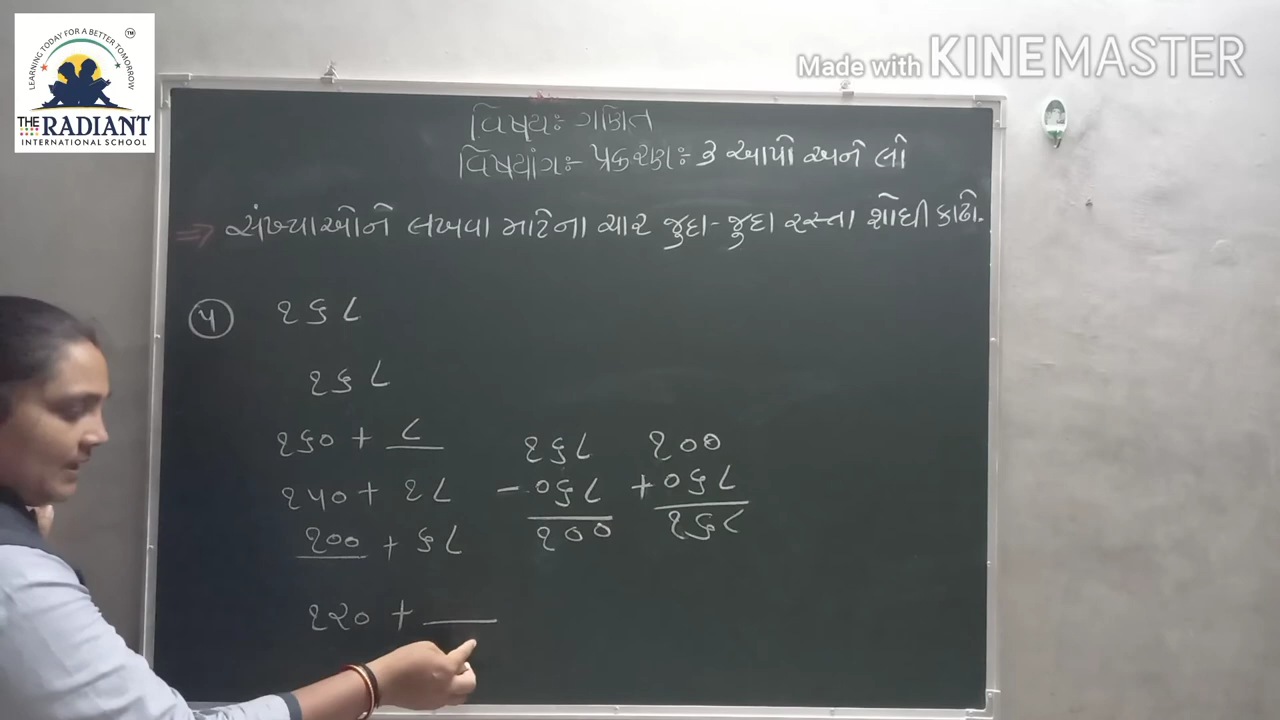 LEARNING TODAY FOR A BETTER TOMORROW
TM
THE RADIANT
INTERNATIONAL SCHOOL
Made with KINEMASTER
વિષય:- ગણિત
વિષયાંગ:- પ્રકરણ:- ૩ આપો અને લો
⇒ સંખ્યાઓને લખવા માટેના ચાર જુદા-જુદા રસ્તા શોધી કાઢો.
૫ ૧૬૮
૧૬૮
૧૬૦ + ૮
૧૫૦ + ૧૮
૧૦૦ + ૬૮
૧૨૦ + ___
૧૬૮
- ૦૬૮
૧૦૦
૧૦૦
+ ૦૬૮
૧૬૮